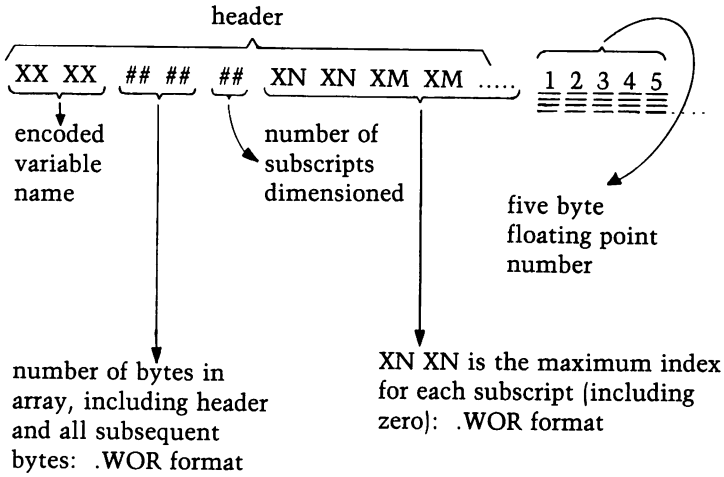 header
XX XX ## ## ## XN XN XM XM ..... 1 2 3 4 5 ....
encoded
variable
name
number of
subscripts
dimensioned
five byte
floating point
number
number of bytes in
array, including header
and all subsequent
bytes: .WOR format
XN XN is the maximum index
for each subscript (including
zero): .WOR format